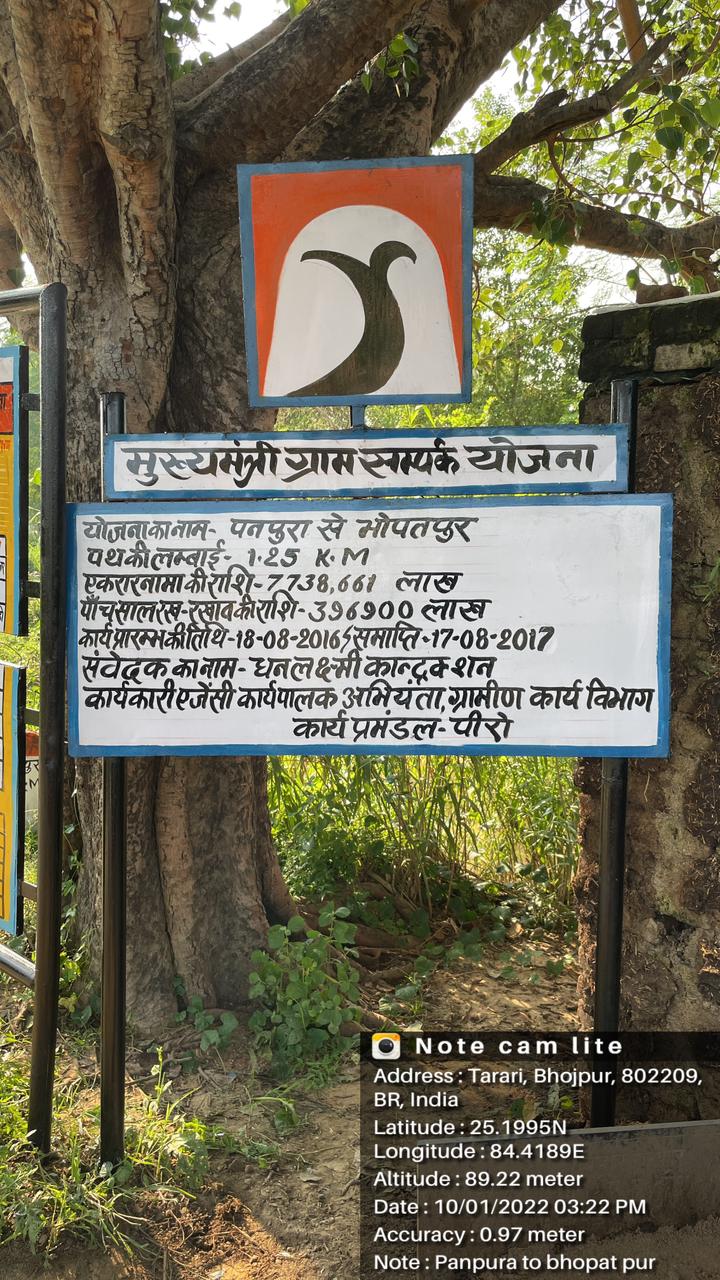 मुख्यमंत्री ग्राम सम्पर्क योजना
योजना का नाम- पनपुरा से भोपतपुर
पथ की लम्बाई- 1.25 K.M
एकरारनामा की राशि-7738,661 लाख
पाँच साल रख-रखाव की राशि-396900 लाख
कार्य प्रारम्भ की तिथि-18-08-2016/समाप्ति-17-08-2017
संवेदक का नाम- धनलक्ष्मी कान्ट्रक्शन
कार्यकारी एजेंसी कार्यपालक अभियंता, ग्रामीण कार्य विभाग
कार्य प्रमंडल-पीरो
Note cam lite
Address : Tarari, Bhojpur, 802209,
BR, India
Latitude : 25.1995N
Longitude : 84.4189E
Altitude : 89.22 meter
Date : 10/01/2022 03:22 PM
Accuracy : 0.97 meter
Note : Panpura to bhopat pur